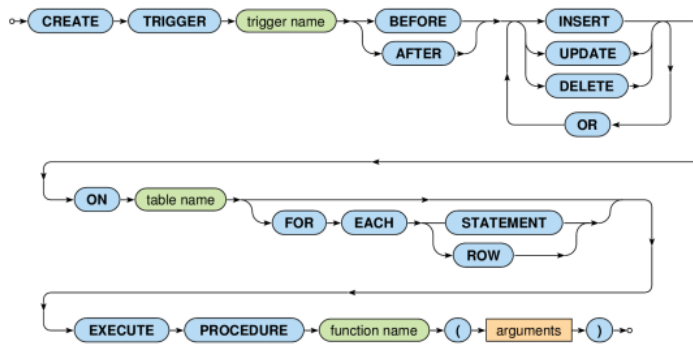 CREATE TRIGGER trigger name BEFORE INSERT
AFTER UPDATE
DELETE
OR
ON table name
FOR EACH STATEMENT
ROW
EXECUTE PROCEDURE function name ( arguments )